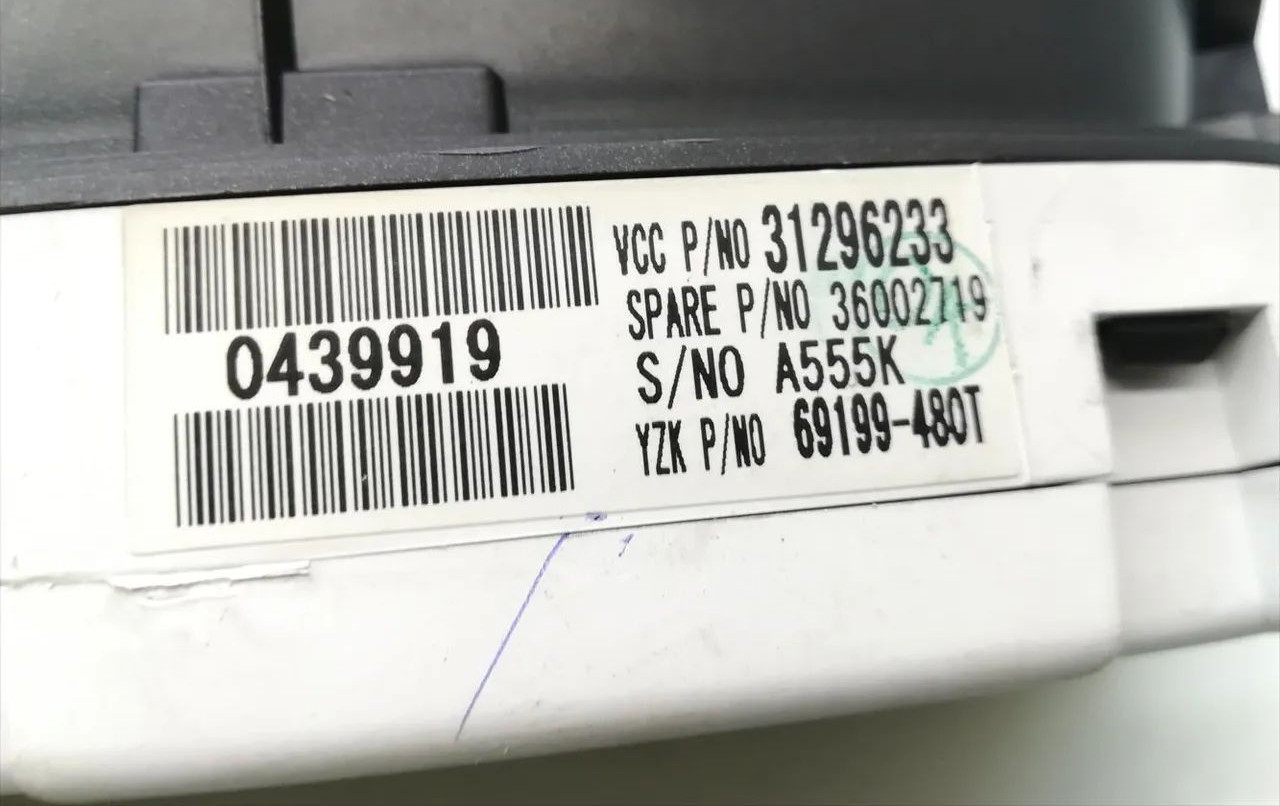 0439919
VCC P/NO 31296233
SPARE P/NO 36002719
S/NO A555K
YZK P/NO 69199-480T